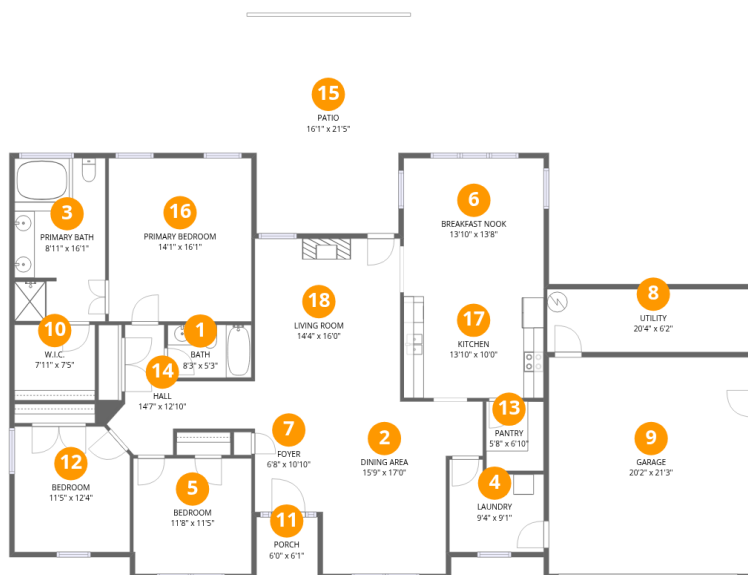 15
PATIO
16'1" x 21'5"
3
PRIMARY BATH
8'11" x 16'1"
16
PRIMARY BEDROOM
14'1" x 16'1"
6
BREAKFAST NOOK
13'10" x 13'8"
18
LIVING ROOM
14'4" x 16'0"
17
KITCHEN
13'10" x 10'0"
8
UTILITY
20'4" x 6'2"
10
W.I.C.
7'11" x 7'5"
1
BATH
8'3" x 5'3"
14
HALL
14'7" x 12'10"
13
PANTRY
5'8" x 6'10"
7
FOYER
6'8" x 10'10"
2
DINING AREA
15'9" x 17'0"
9
GARAGE
20'2" x 21'3"
12
BEDROOM
11'5" x 12'4"
5
BEDROOM
11'8" x 11'5"
4
LAUNDRY
9'4" x 9'1"
11
PORCH
6'0" x 6'1"